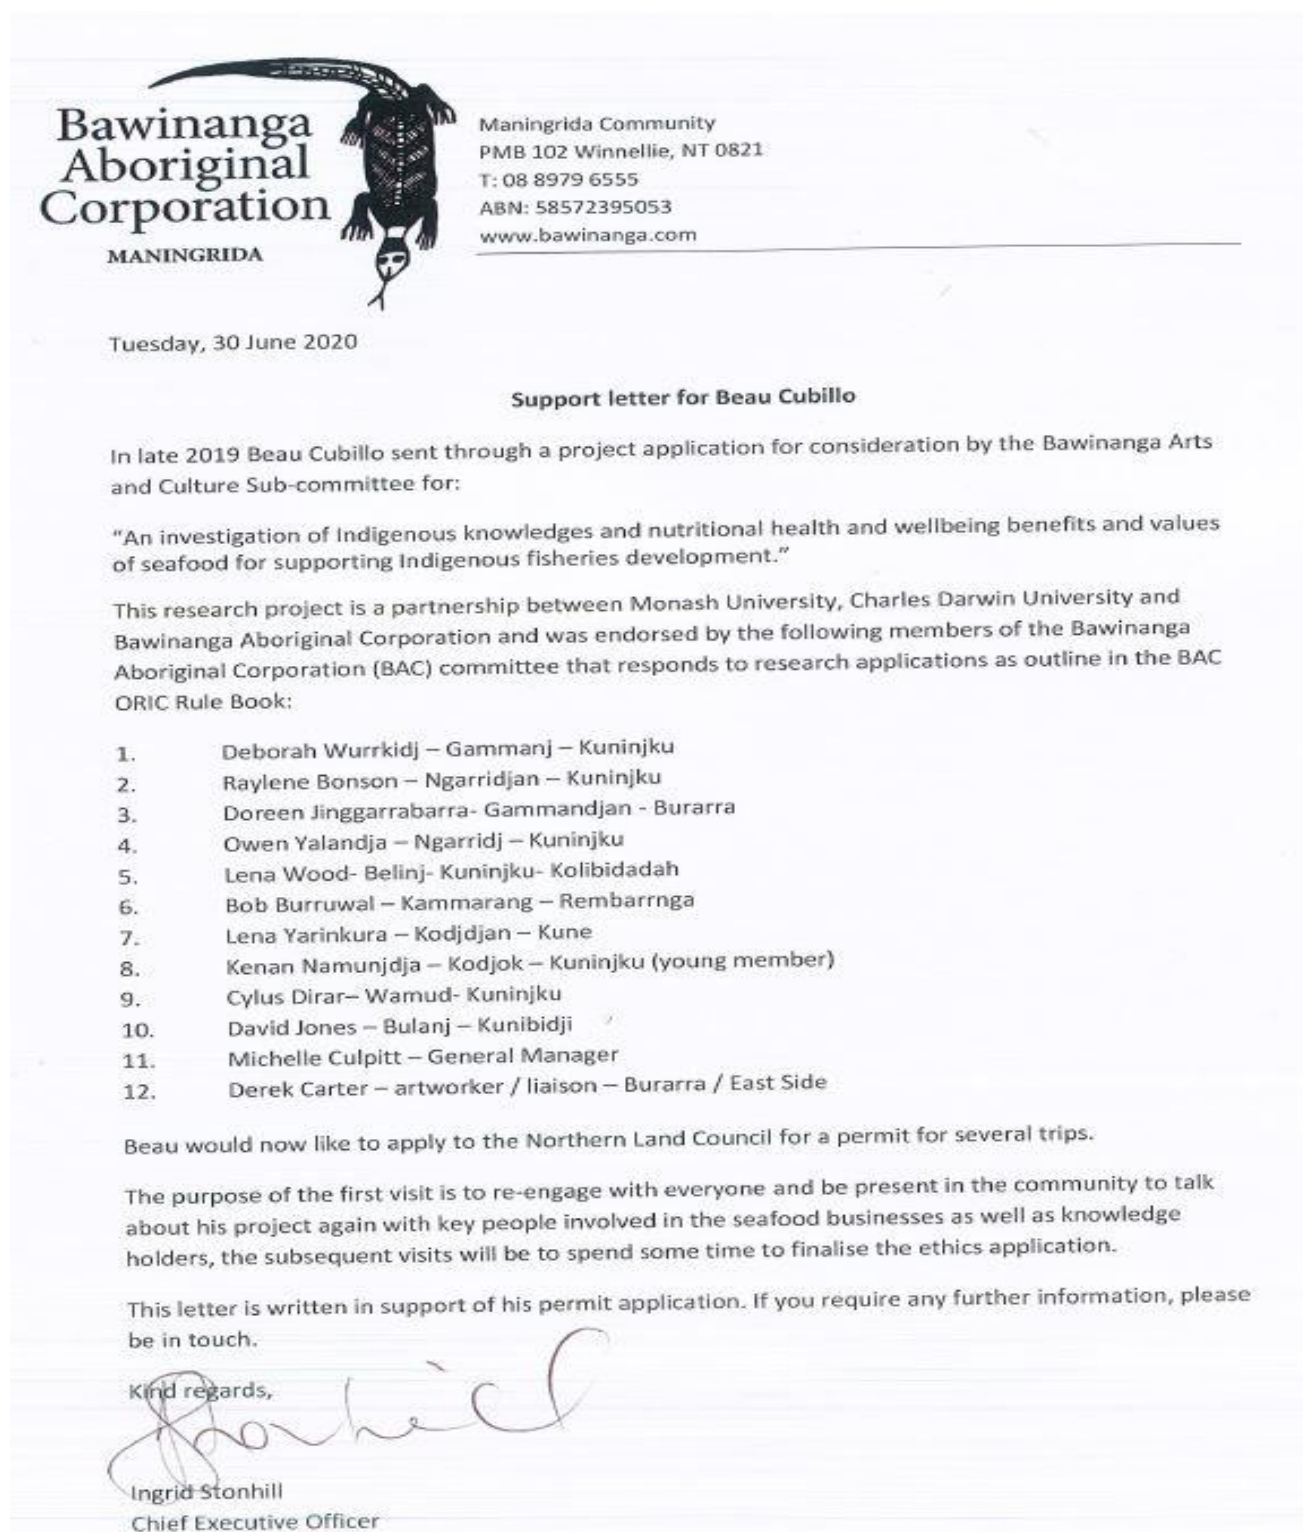 Bawinanga
Aboriginal
Corporation
MANINGRIDA
Maningrida Community
PMB 102 Winnellie, NT 0821
T: 08 8979 6555
ABN: 58572395053
www.bawinanga.com
Tuesday, 30 June 2020
Support letter for Beau Cubillo
In late 2019 Beau Cubillo sent through a project application for consideration by the Bawinanga Arts
and Culture Sub-committee for:
“An investigation of Indigenous knowledges and nutritional health and wellbeing benefits and values
of seafood for supporting Indigenous fisheries development.”
This research project is a partnership between Monash University, Charles Darwin University and
Bawinanga Aboriginal Corporation and was endorsed by the following members of the Bawinanga
Aboriginal Corporation (BAC) committee that responds to research applications as outline in the BAC
ORIC Rule Book:
1. Deborah Wurrkidj – Gammanj – Kuninjku
2. Raylene Bonson – Ngarridjan – Kuninjku
3. Doreen Jinggarrabarra- Gammandjan - Burarra
4. Owen Yalandja – Ngarridj – Kuninjku
5. Lena Wood- Belinj- Kuninjku- Kolibidadah
6. Bob Burruwal – Kammarang – Rembarrnga
7. Lena Yarinkura – Kodjdjan – Kune
8. Kenan Namunjdja – Kodjok – Kuninjku (young member)
9. Cylus Dirar– Wamud- Kuninjku
10. David Jones – Bulanj – Kunibidji
11. Michelle Culpitt – General Manager
12. Derek Carter – artworker / liaison – Burarra / East Side
Beau would now like to apply to the Northern Land Council for a permit for several trips.
The purpose of the first visit is to re-engage with everyone and be present in the community to talk
about his project again with key people involved in the seafood businesses as well as knowledge
holders, the subsequent visits will be to spend some time to finalise the ethics application.
This letter is written in support of his permit application. If you require any further information, please
be in touch.
Kind regards,
Ingrid Stonhill
Chief Executive Officer